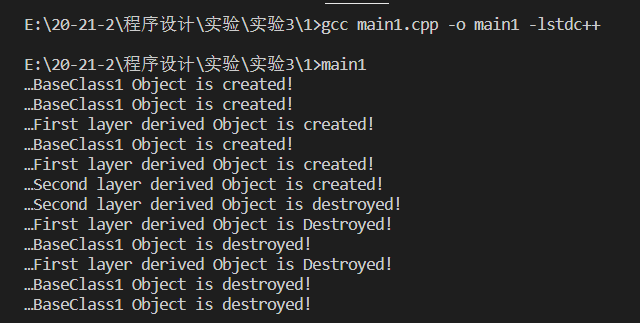 E:\20-21-2\程序设计\实验\实验3\1>gcc main1.cpp -o main1 -lstdc++
E:\20-21-2\程序设计\实验\实验3\1>main1
…BaseClass1 Object is created!
…BaseClass1 Object is created!
…First layer derived Object is created!
…BaseClass1 Object is created!
…First layer derived Object is created!
…Second layer derived Object is created!
…Second layer derived Object is destroyed!
…First layer derived Object is Destroyed!
…BaseClass1 Object is destroyed!
…First layer derived Object is Destroyed!
…BaseClass1 Object is destroyed!
…BaseClass1 Object is destroyed!